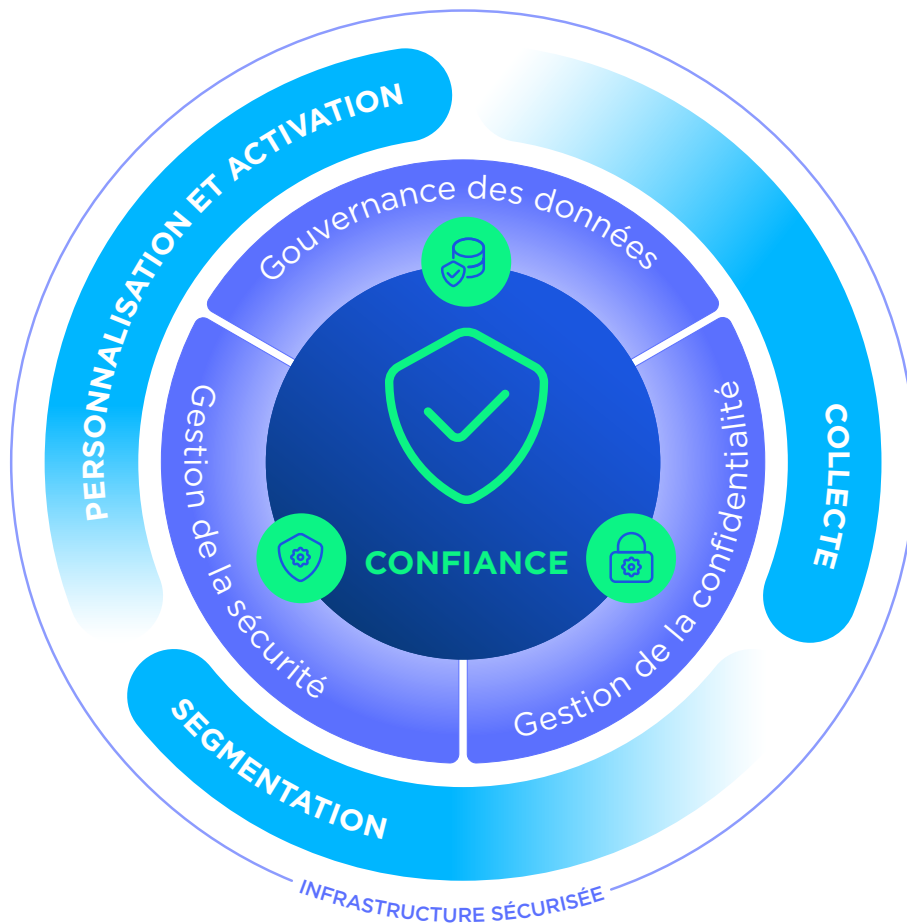 PERSONNALISATION ET ACTIVATION
Gouvernance des données
Gestion de la sécurité
Gestion de la confidentialité
COLLECTE
CONFIANCE
SEGMENTATION
INFRASTRUCTURE SÉCURISÉE